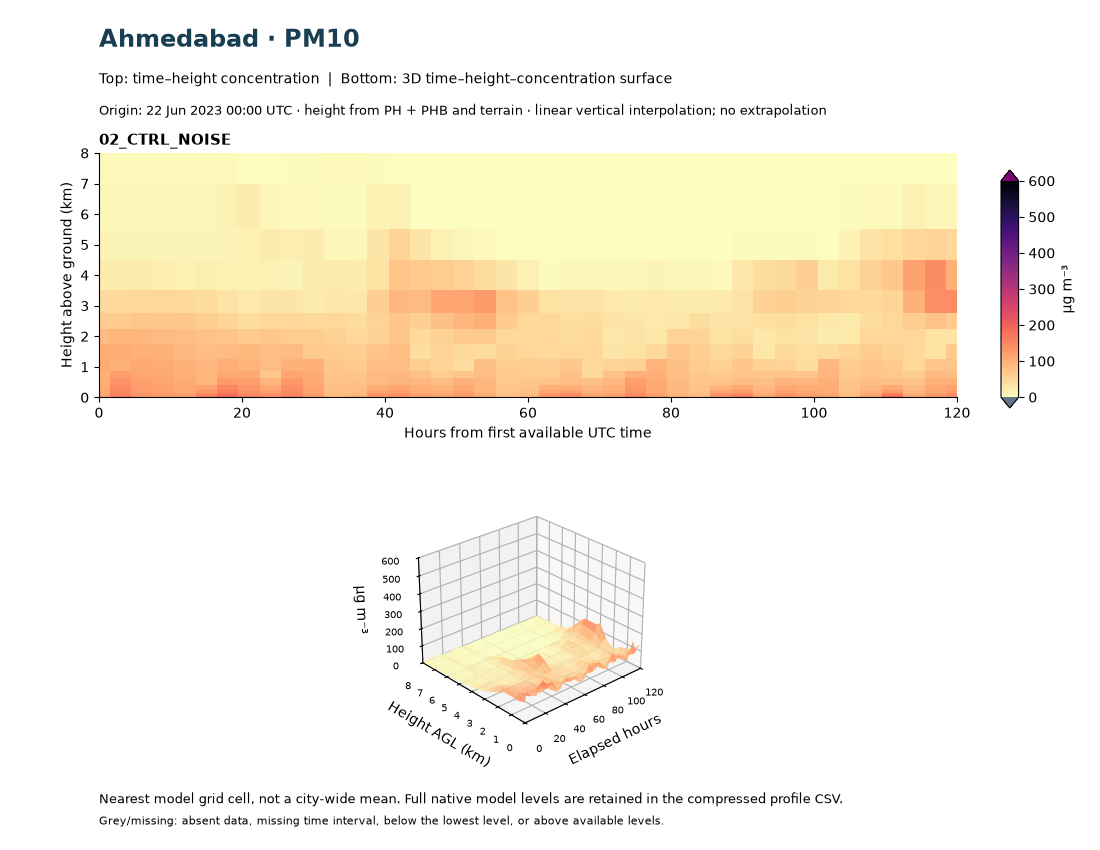 Ahmedabad · PM10
Top: time–height concentration | Bottom: 3D time–height–concentration surface
Origin: 22 Jun 2023 00:00 UTC · height from PH + PHB and terrain · linear vertical interpolation; no extrapolation
02_CTRL_NOISE
Height above ground (km)
8
7
6
5
4
3
2
1
0
0 20 40 60 80 100 120
Hours from first available UTC time
600
500
400
300
200
100
0
µg m⁻³
600
500
400
300
200
100
0
µg m⁻³
8 7 6 5 4 3 2 1 0
Height AGL (km)
0 20 40 60 80 100 120
Elapsed hours
Nearest model grid cell, not a city-wide mean. Full native model levels are retained in the compressed profile CSV.
Grey/missing: absent data, missing time interval, below the lowest level, or above available levels.